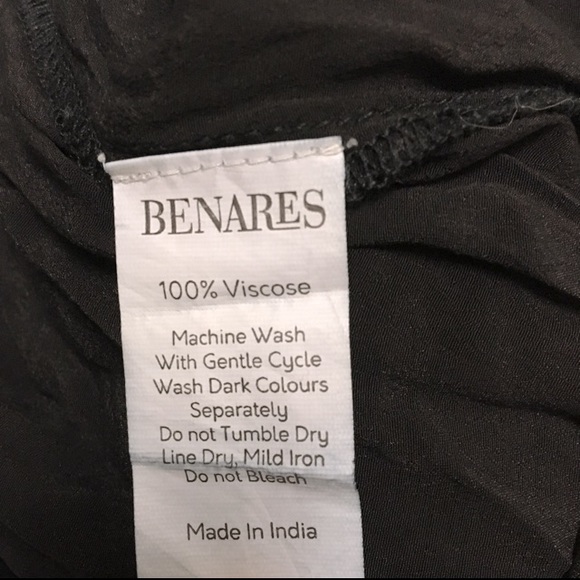 BENARES
100% Viscose
Machine Wash
With Gentle Cycle
Wash Dark Colours
Separately
Do not Tumble Dry
Line Dry, Mild Iron
Do not Bleach
Made In India